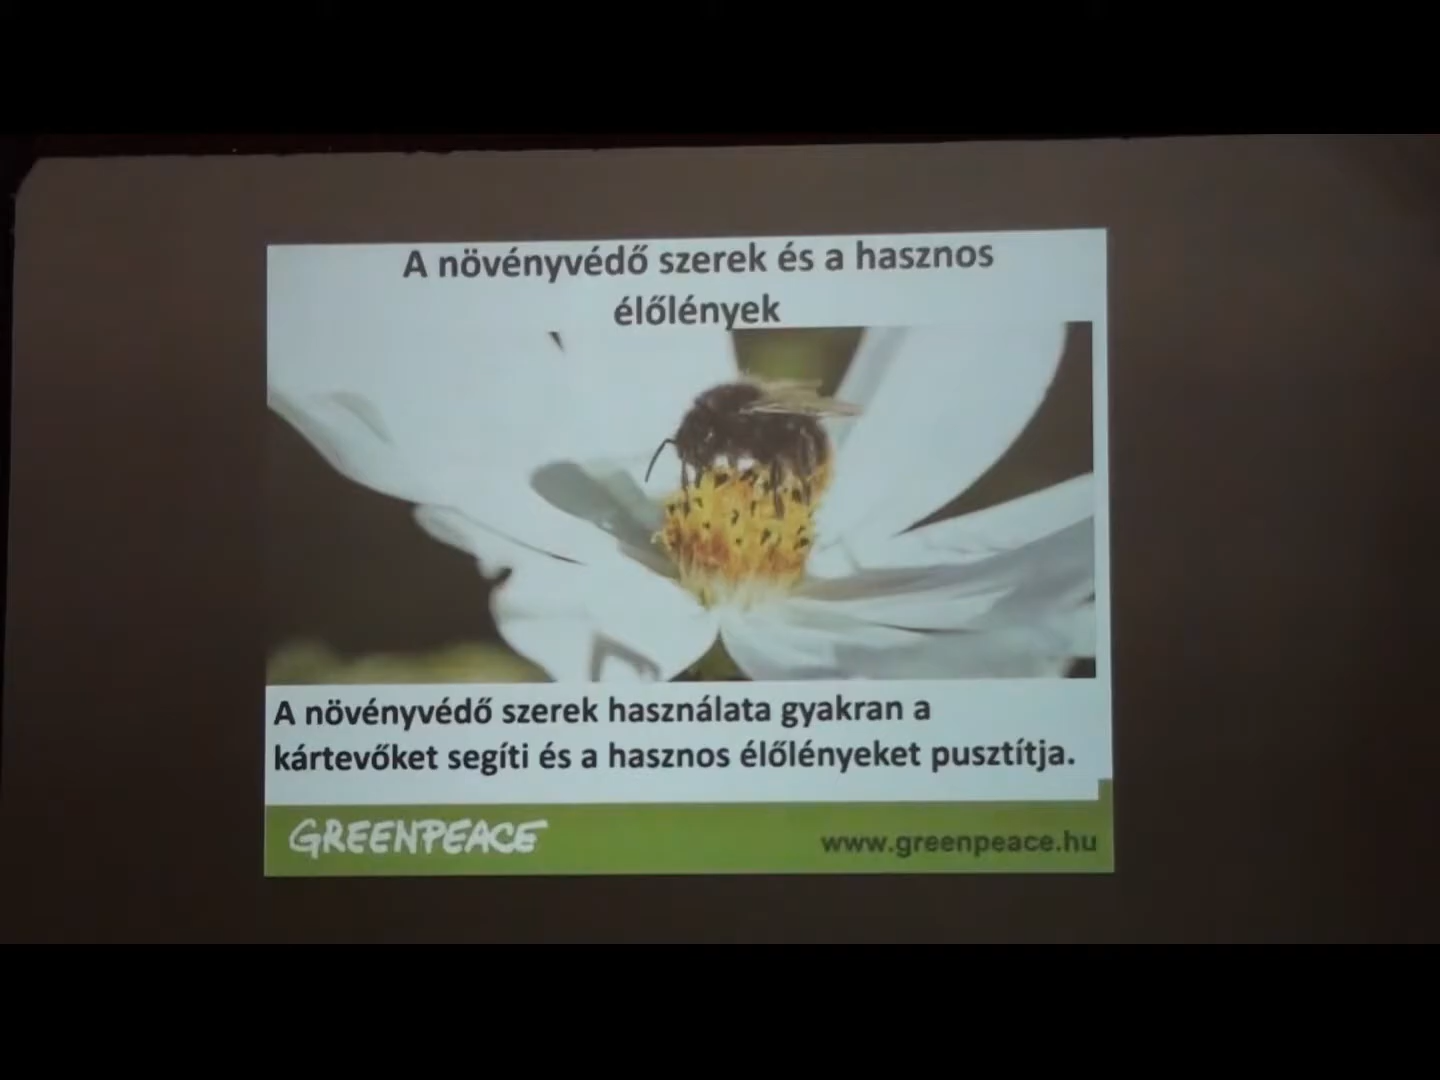 A növényvédő szerek és a hasznos
élőlények
A növényvédő szerek használata gyakran a
kártevőket segíti és a hasznos élőlényeket pusztítja.
GREENPEACE
www.greenpeace.hu